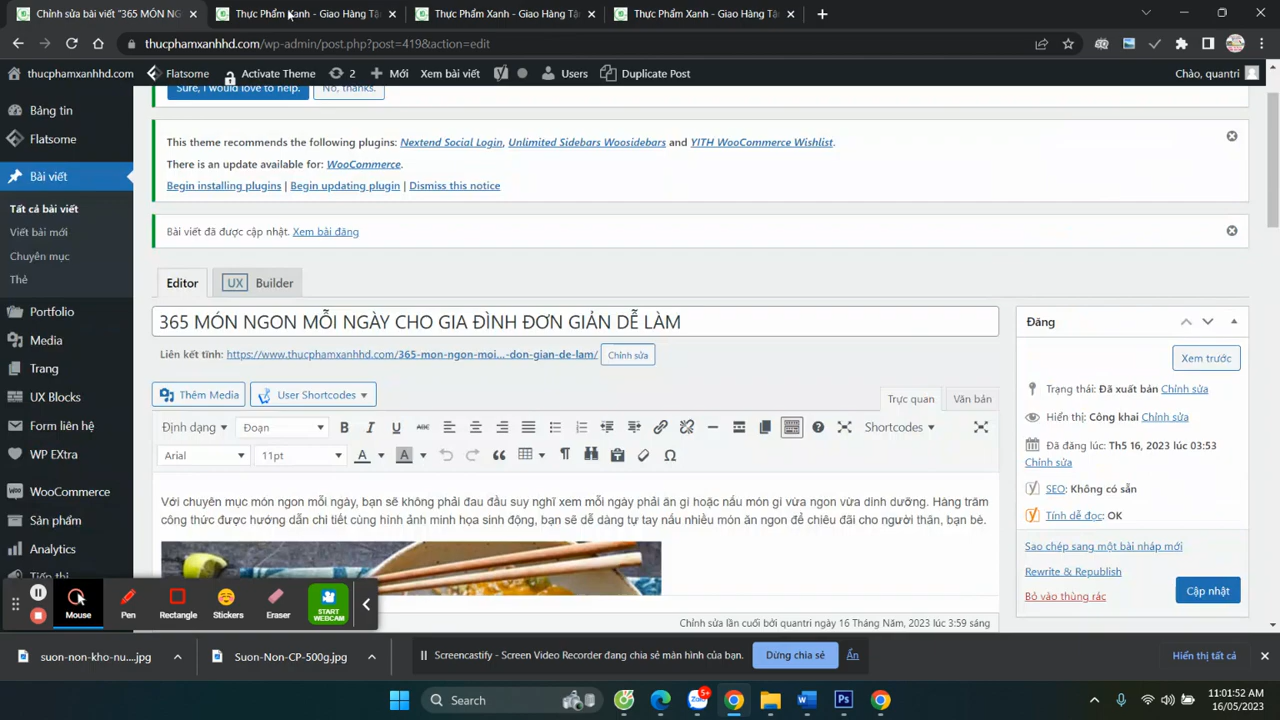 Chỉnh sửa bài viết "365 MÓN NG
Thực Phẩm Xanh - Giao Hàng Tậ
Thực Phẩm Xanh - Giao Hàng Tậ
Thực Phẩm Xanh - Giao Hàng Tậ
thucphamxanhhd.com/wp-admin/post.php?post=419&action=edit
thucphamxanhhd.com Flatsome Activate Theme 2 Mới Xem bài viết Users Duplicate Post Chào, quantri
Bảng tin
Flatsome
Bài viết
Tất cả bài viết
Viết bài mới
Chuyên mục
Thẻ
Portfolio
Media
Trang
UX Blocks
Form liên hệ
WP EXtra
WooCommerce
Sản phẩm
Analytics
Tiếp thị
Sure, I would love to help. No, thanks.
This theme recommends the following plugins: Nextend Social Login, Unlimited Sidebars Woosidebars and YITH WooCommerce Wishlist.
There is an update available for: WooCommerce.
Begin installing plugins | Begin updating plugin | Dismiss this notice
Bài viết đã được cập nhật. Xem bài đăng
Editor UX Builder
365 MÓN NGON MỖI NGÀY CHO GIA ĐÌNH ĐƠN GIẢN DỄ LÀM
Liên kết tĩnh: https://www.thucphamxanhhd.com/365-mon-ngon-moi...-don-gian-de-lam/ Chỉnh sửa
Thêm Media User Shortcodes Trực quan Văn bản
Định dạng Đoạn B I U ABC Shortcodes
Arial 11pt A A
Với chuyên mục món ngon mỗi ngày, bạn sẽ không phải đau đầu suy nghĩ xem mỗi ngày phải ăn gì hoặc nấu món gì vừa ngon vừa dinh dưỡng. Hàng trăm
công thức được hướng dẫn chi tiết cùng hình ảnh minh họa sinh động, bạn sẽ dễ dàng tự tay nấu nhiều món ăn ngon để chiêu đãi cho người thân, bạn bè.
Chỉnh sửa lần cuối bởi quantri ngày 16 Tháng Năm, 2023 lúc 3:59 sáng
Đăng
Xem trước
Trạng thái: Đã xuất bản Chỉnh sửa
Hiển thị: Công khai Chỉnh sửa
Đã đăng lúc: Th5 16, 2023 lúc 03:53
Chỉnh sửa
SEO: Không có sẵn
Tính dễ đọc: OK
Sao chép sang một bài nháp mới
Rewrite & Republish
Bỏ vào thùng rác Cập nhật
Mouse Pen Rectangle Stickers Eraser START WEBCAM
suon-non-kho-nu....jpg Suon-Non-CP-500g.jpg Screencastify - Screen Video Recorder đang chia sẻ màn hình của bạn. Dừng chia sẻ Ẩn Hiển thị tất cả
Search Zalo 5+ W Ps
11:01:52 AM
16/05/2023